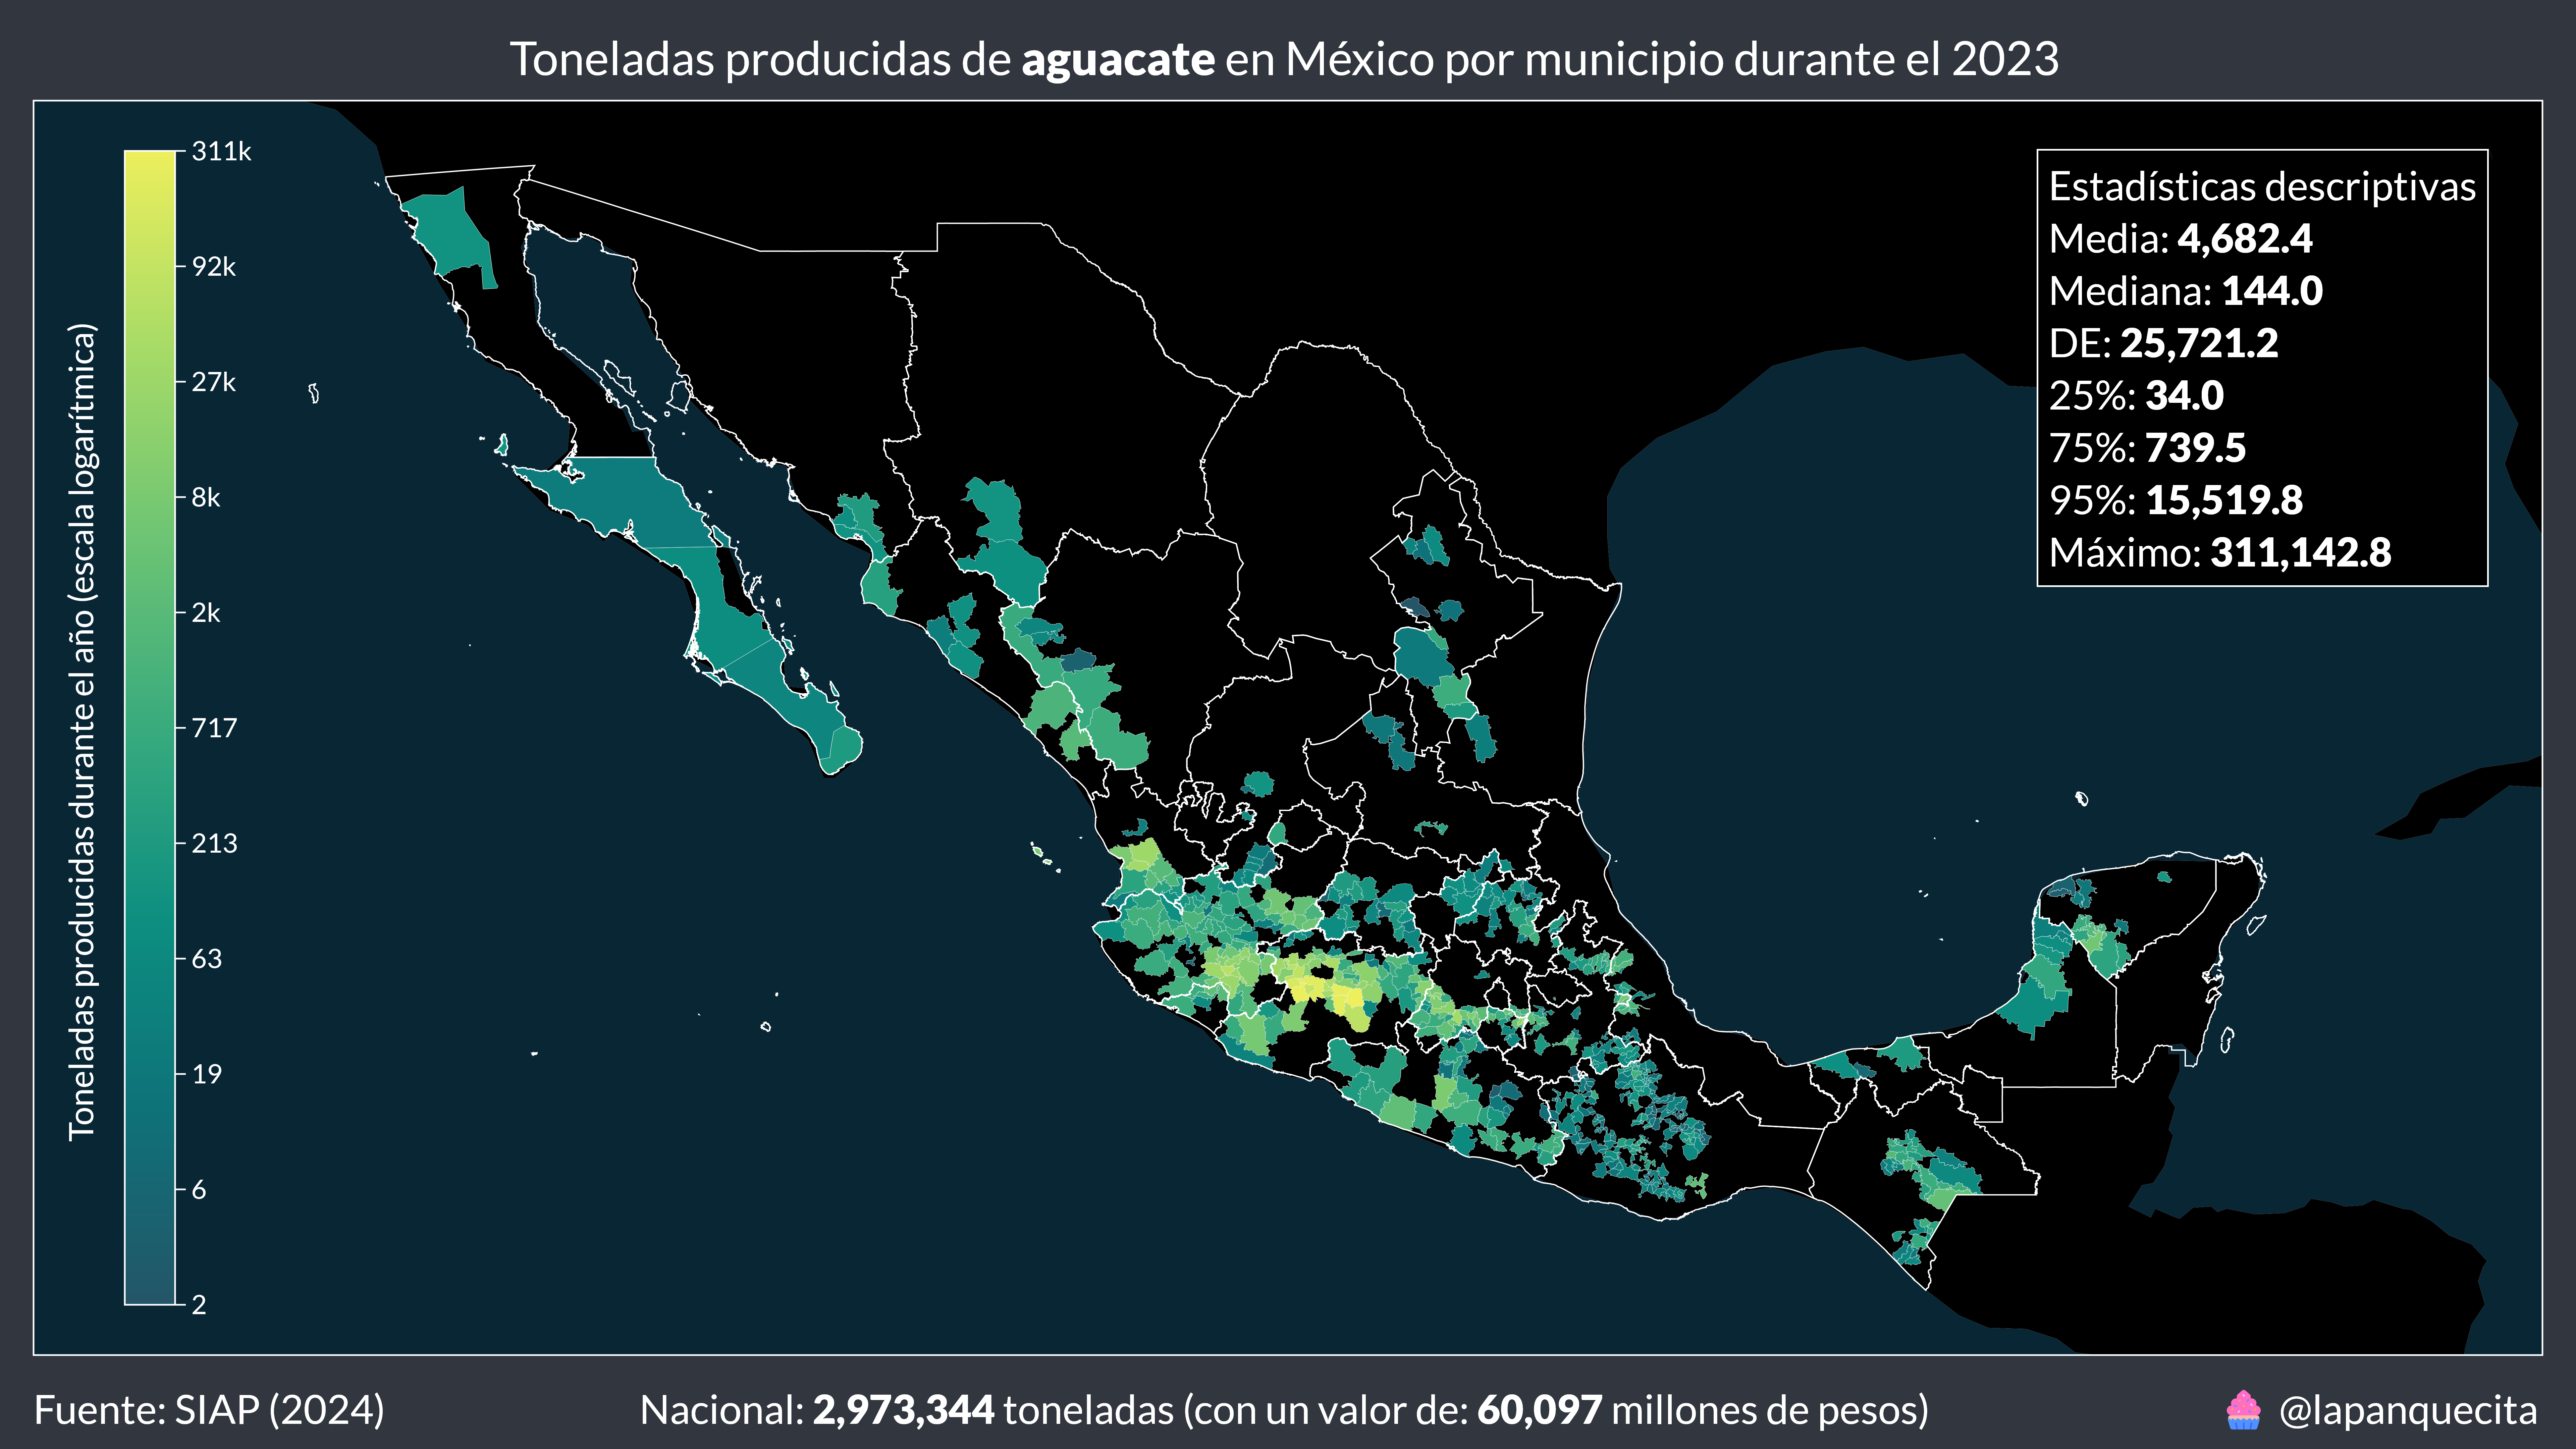 Toneladas producidas de aguacate en México por municipio durante el 2023
Toneladas producidas durante el año (escala logarítmica)
311k
92k
27k
8k
2k
717
213
63
19
6
2
Estadísticas descriptivas
Media: 4,682.4
Mediana: 144.0
DE: 25,721.2
25%: 34.0
75%: 739.5
95%: 15,519.8
Máximo: 311,142.8
Fuente: SIAP (2024)
Nacional: 2,973,344 toneladas (con un valor de: 60,097 millones de pesos)
@lapanquecita